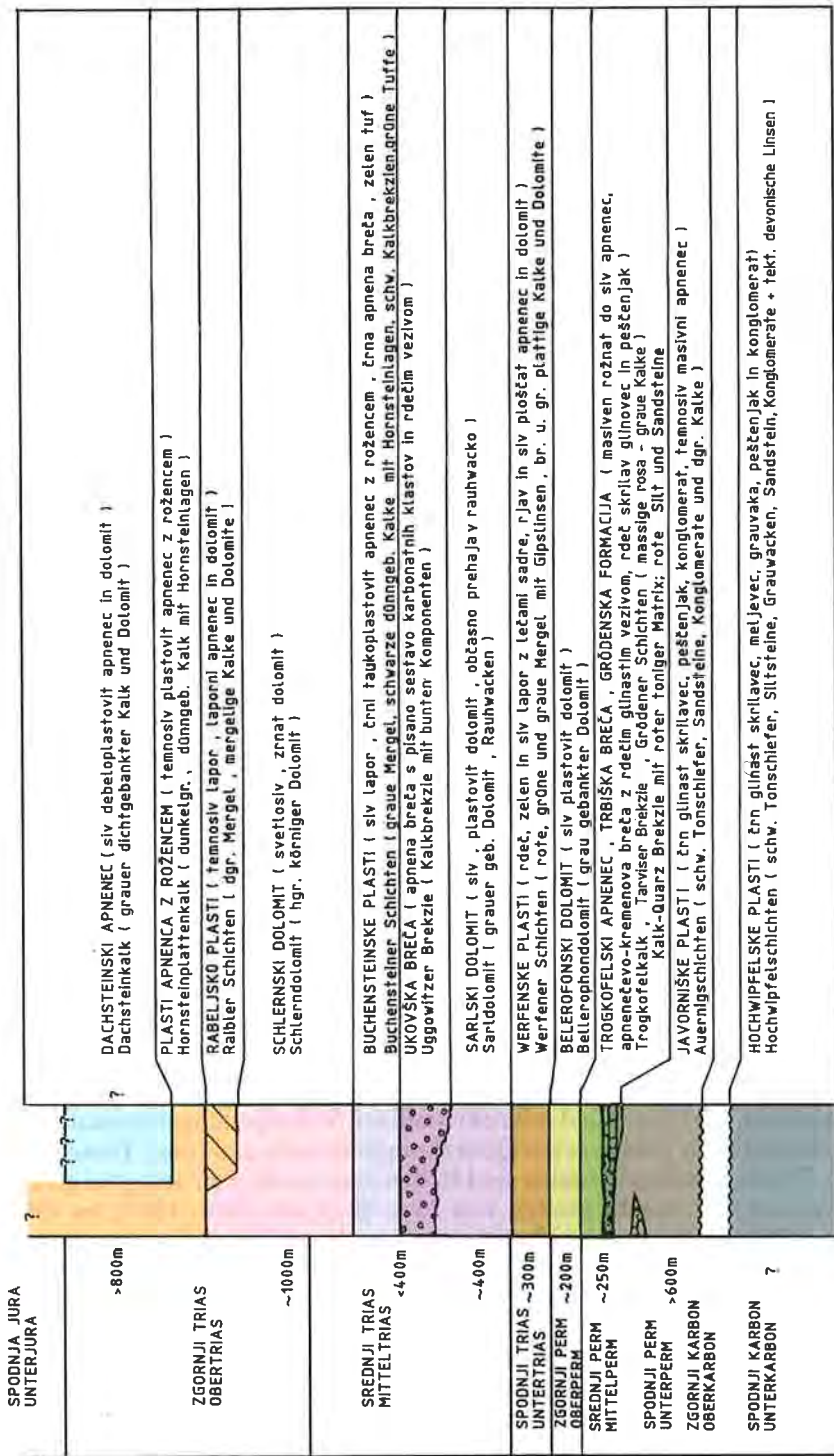 SPODNJA JURA
UNTERJURA
ZGORNJI TRIAS
OBERTRIAS
SREDNJI TRIAS
MITTELTRIAS
SPODNJI TRIAS
UNTERTRIAS
ZGORNJI PERM
OBERPERM
SREDNJI PERM
MITTELPERM
SPODNJI PERM
UNTERPERM
ZGORNJI KARBON
OBERKARBON
SPODNJI KARBON
UNTERKARBON
>800m
~1000m
<400m
~400m
~300m
~200m
~250m
>600m
?
?
?-?-?
?
DACHSTEINSKI APNENEC ( siv debeloplastovit apnenec in dolomit )
Dachsteinkalk ( grauer dichtgebankter Kalk und Dolomit )
PLASTI APNENCA Z ROŽENCEM ( temnosiv plastovit apnenec z rožencem )
Hornsteinplattenkalk ( dunkelgr. , dünngeb. Kalk mit Hornsteinlagen )
RABELJSKO PLASTI ( temnosiv lapor , laporni apnenec in dolomit )
Raibler Schichten ( dgr. Mergel , mergelige Kalke und Dolomite )
SCHLERNSKI DOLOMIT ( svetlosiv , zrnat dolomit )
Schlerndolomit ( hgr. körniger Dolomit )
BUCHENSTEINSKE PLASTI ( siv lapor , črni taukoplastovit apnenec z rožencem , črna apnena breča , zelen tuf )
Buchensteiner Schichten ( graue Mergel, schwarze dünngeb. Kalke mit Hornsteinlagen, schw. Kalkbrekzien,grüne Tuffe )
UKOVŠKA BREČA ( apnena breča s pisano sestavo karbonatnih klastov in rdečim vezivom )
Uggowitzer Brekzie ( Kalkbrekzie mit bunten Komponenten )
SARLSKI DOLOMIT ( siv , plastovit dolomit , občasno prehaja v rauhwacko )
Sarldolomit ( grauer geb. Dolomit , Rauhwacken )
WERFENSKE PLASTI ( rdeč, zelen in siv lapor z lečami sadre, rjav in siv ploščat apnenec in dolomit )
Werfener Schichten ( rote, grüne und graue Mergel mit Gipslinsen , br. u. gr. plattige Kalke und Dolomite )
BELEROFONSKI DOLOMIT ( siv plastovit dolomit )
Bellerophondolomit ( grau gebankter Dolomit )
TROGKOFELSKI APNENEC , TRBIŠKA BREČA , GRÖDENSKA FORMACIJA ( masiven rožnat do siv apnenec,
apnenečevo-kremenova breča z rdečim glinastim vezivom, rdeč skrilav glinovec in peščenjak )
Trogkofelkalk , Tarviser Brekzie , Grödener Schichten ( massige rosa - graue Kalke )
Kalk-Quarz Brekzie mit roter toniger Matrix; rote Silt und Sandsteine
JAVORNIŠKE PLASTI ( črn glinast skrilavec, peščenjak, konglomerat, temnosiv masivni apnenec )
Auernigschichten ( schw. Tonschiefer, Sandsteine, Konglomerate und dgr. Kalke )
HOCHWIPFELSKE PLASTI ( črn glinast skrilavec, meljevec, grauvaka, peščenjak in konglomerat)
Hochwipfelschichten ( schw. Tonschiefer, Siltsteine, Grauwacken, Sandstein, Konglomerate + tekt. devonische Linsen )